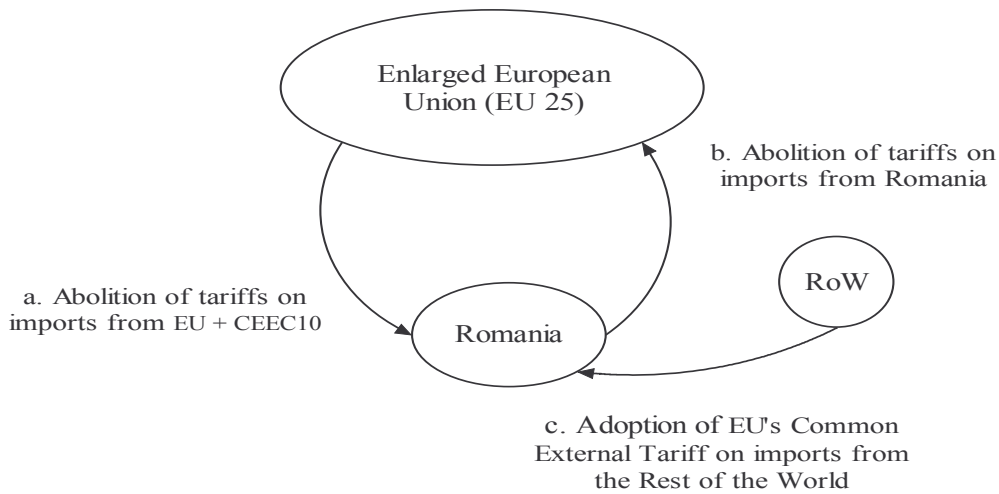 Enlarged European
Union (EU 25)
b. Abolition of tariffs on
imports from Romania
RoW
a. Abolition of tariffs on
imports from EU + CEEC10
Romania
c. Adoption of EU's Common
External Tariff on imports from
the Rest of the World